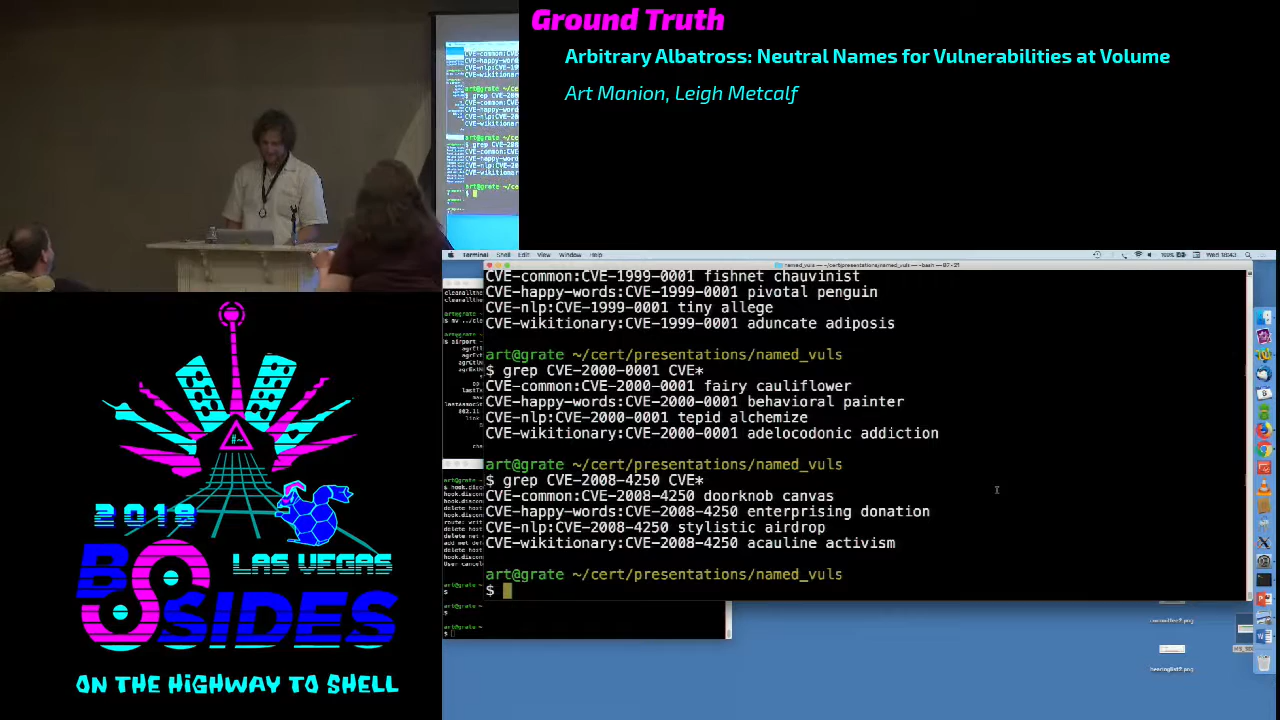 Ground Truth
Arbitrary Albatross: Neutral Names for Vulnerabilities at Volume
Art Manion, Leigh Metcalf
Terminal Shell Edit View Window Help
CVE-common:CVE-1999-0001 fishnet chauvinist
CVE-happy-words:CVE-1999-0001 pivotal penguin
CVE-nlp:CVE-1999-0001 tiny allege
CVE-wikitionary:CVE-1999-0001 aduncate adiposis
art@grate ~/cert/presentations/named_vuls
$ grep CVE-2000-0001 CVE*
CVE-common:CVE-2000-0001 fairy cauliflower
CVE-happy-words:CVE-2000-0001 behavioral painter
CVE-nlp:CVE-2000-0001 tepid alchemize
CVE-wikitionary:CVE-2000-0001 adelocodonic addiction
art@grate ~/cert/presentations/named_vuls
$ grep CVE-2008-4250 CVE*
CVE-common:CVE-2008-4250 doorknob canvas
CVE-happy-words:CVE-2008-4250 enterprising donation
CVE-nlp:CVE-2008-4250 stylistic airdrop
CVE-wikitionary:CVE-2008-4250 acauline activism
art@grate ~/cert/presentations/named_vuls
$
#~
2019
LAS VEGAS
BSIDES
ON THE HIGHWAY TO SHELL